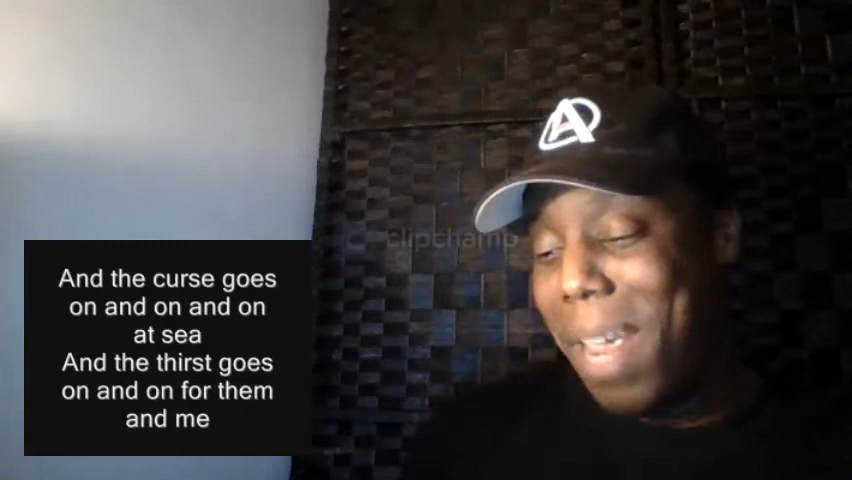 A
clipchamp
And the curse goes
on and on and on
at sea
And the thirst goes
on and on for them
and me